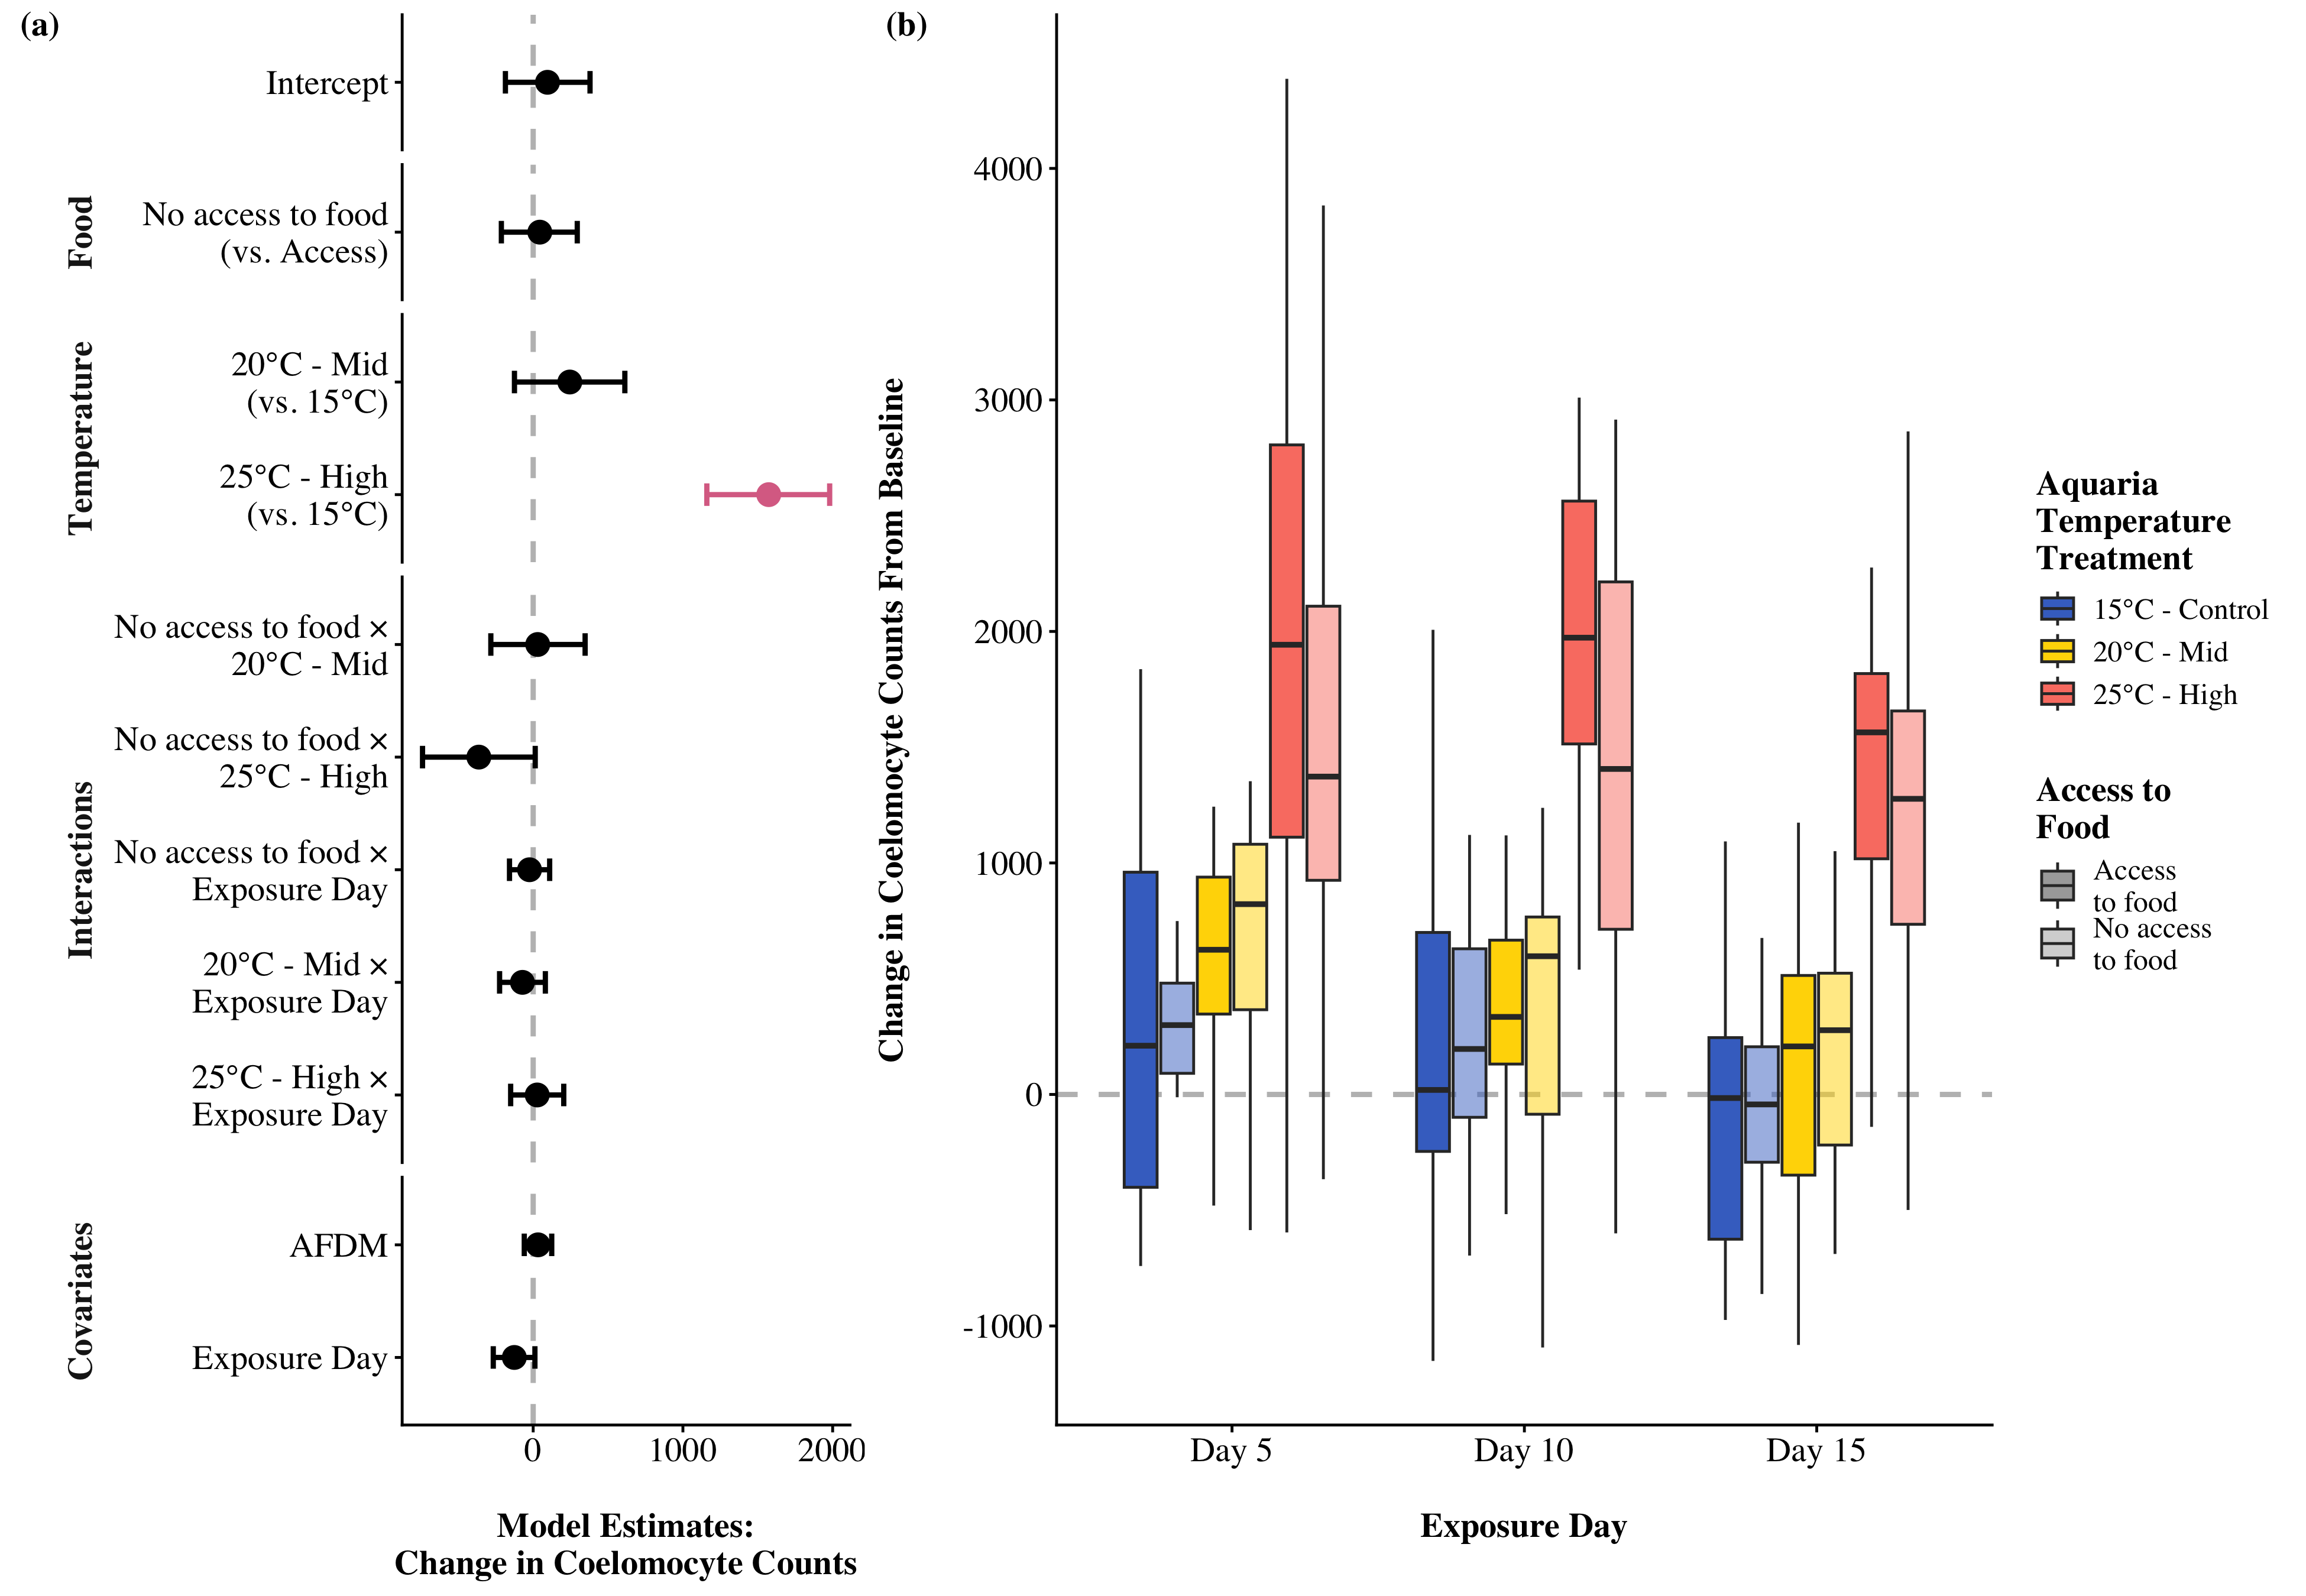 (a)
Intercept
Food
No access to food
(vs. Access)
Temperature
20°C - Mid
(vs. 15°C)
25°C - High
(vs. 15°C)
Interactions
No access to food ×
20°C - Mid
No access to food ×
25°C - High
No access to food ×
Exposure Day
20°C - Mid ×
Exposure Day
25°C - High ×
Exposure Day
Covariates
AFDM
Exposure Day
0 1000 2000
Model Estimates:
Change in Coelomocyte Counts
(b)
Change in Coelomocyte Counts From Baseline
4000
3000
2000
1000
0
-1000
Day 5 Day 10 Day 15
Exposure Day
Aquaria
Temperature
Treatment
15°C - Control
20°C - Mid
25°C - High
Access to
Food
Access
to food
No access
to food